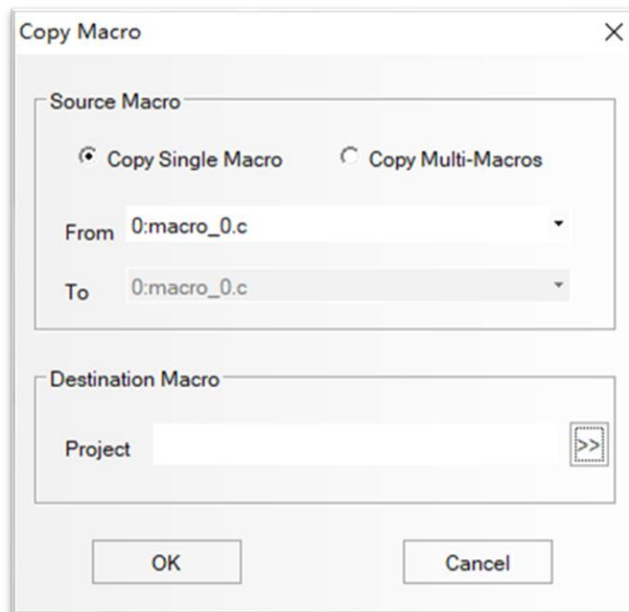 Copy Macro
Source Macro
Copy Single Macro Copy Multi-Macros
From 0:macro_0.c
To 0:macro_0.c
Destination Macro
Project >>
OK Cancel